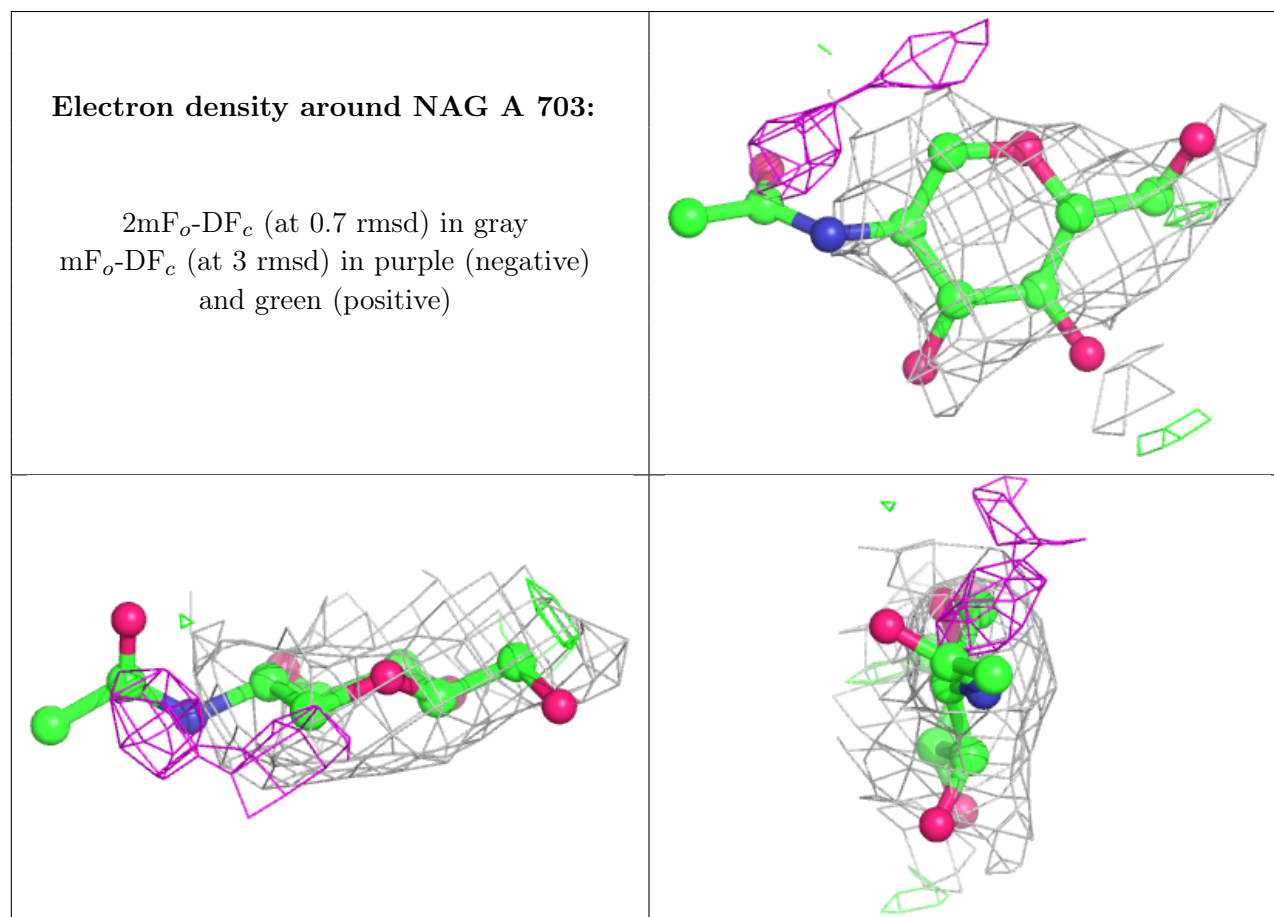 Electron density around NAG A 703:
2mFo-DFc (at 0.7 rmsd) in gray
mFo-DFc (at 3 rmsd) in purple (negative)
and green (positive)